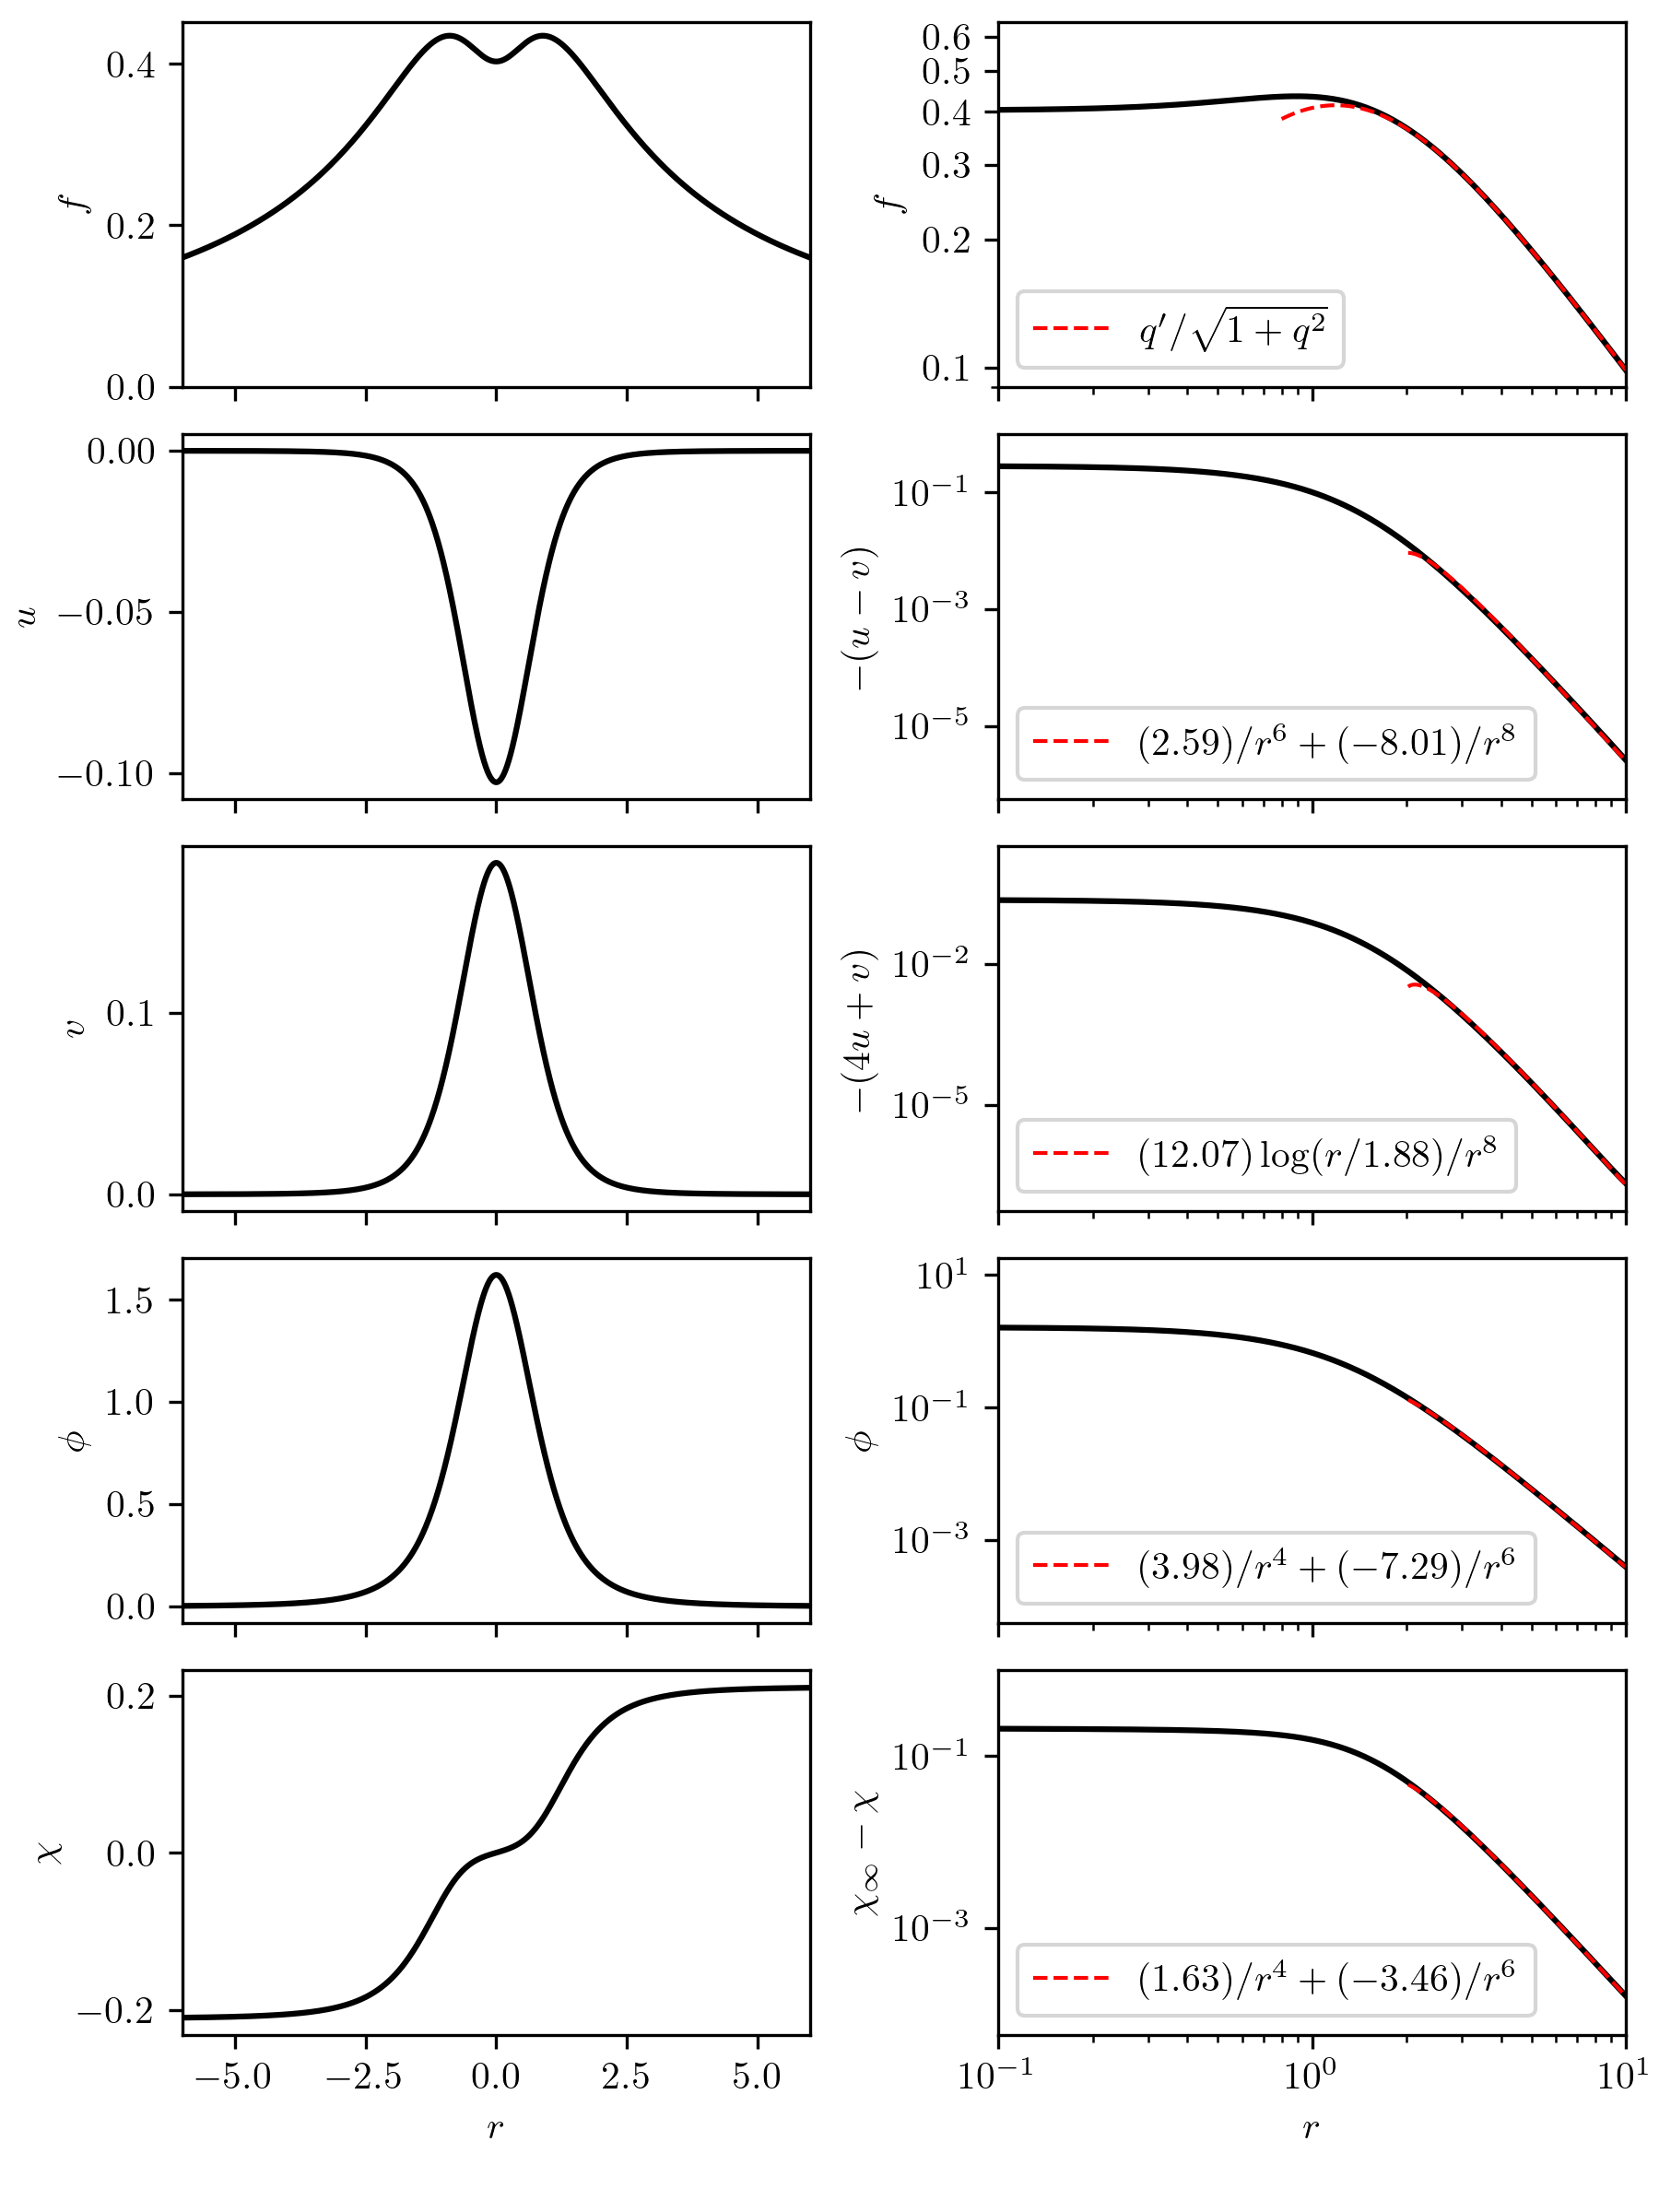 0.4
0.2
0.0
f
0.6
0.5
0.4
0.3
0.2
0.1
f
q′/√1 + q²
0.00
−0.05
−0.10
u
10⁻¹
10⁻³
10⁻⁵
−(u − v)
(2.59)/r⁶ + (−8.01)/r⁸
0.1
0.0
v
10⁻²
10⁻⁵
−(4u + v)
(12.07) log(r/1.88)/r⁸
1.5
1.0
0.5
0.0
ϕ
10¹
10⁻¹
10⁻³
ϕ
(3.98)/r⁴ + (−7.29)/r⁶
0.2
0.0
−0.2
χ
−5.0 −2.5 0.0 2.5 5.0
r
10⁻¹
10⁻³
χ∞ − χ
(1.63)/r⁴ + (−3.46)/r⁶
10⁻¹ 10⁰ 10¹
r